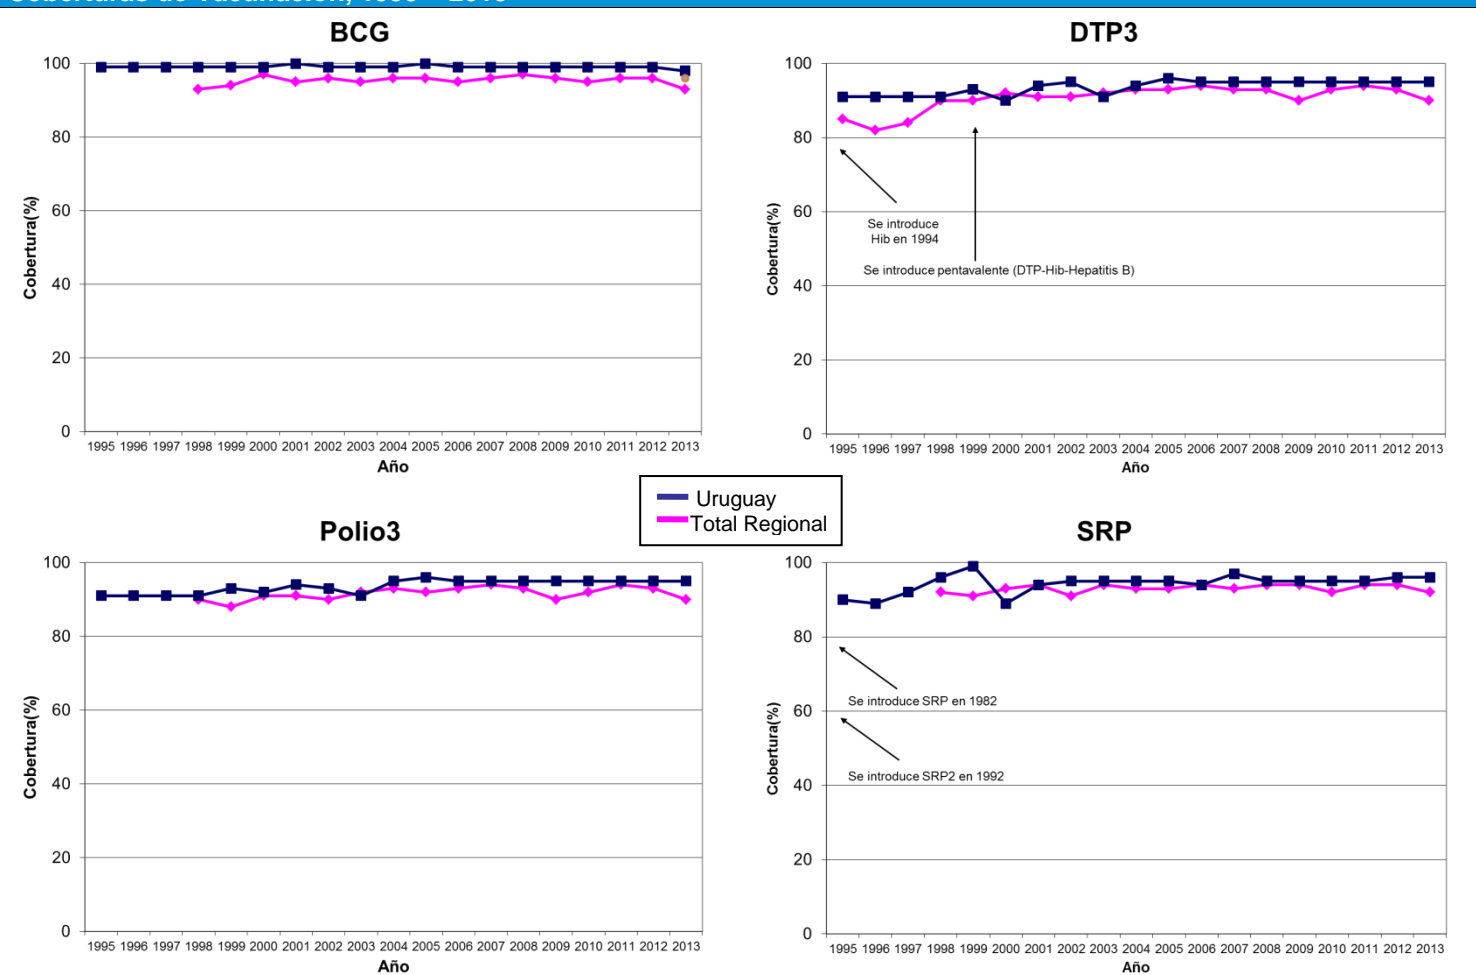 BCG
100
80
60
40
20
0
Cobertura(%)
1995 1996 1997 1998 1999 2000 2001 2002 2003 2004 2005 2006 2007 2008 2009 2010 2011 2012 2013
Año
DTP3
100
80
60
40
20
0
Cobertura(%)
Se introduce
Hib en 1994
Se introduce pentavalente (DTP-Hib-Hepatitis B)
1995 1996 1997 1998 1999 2000 2001 2002 2003 2004 2005 2006 2007 2008 2009 2010 2011 2012 2013
Año
Uruguay
Total Regional
Polio3
100
80
60
40
20
0
Cobertura(%)
1995 1996 1997 1998 1999 2000 2001 2002 2003 2004 2005 2006 2007 2008 2009 2010 2011 2012 2013
Año
SRP
100
80
60
40
20
0
Cobertura(%)
Se introduce SRP en 1982
Se introduce SRP2 en 1992
1995 1996 1997 1998 1999 2000 2001 2002 2003 2004 2005 2006 2007 2008 2009 2010 2011 2012 2013
Año